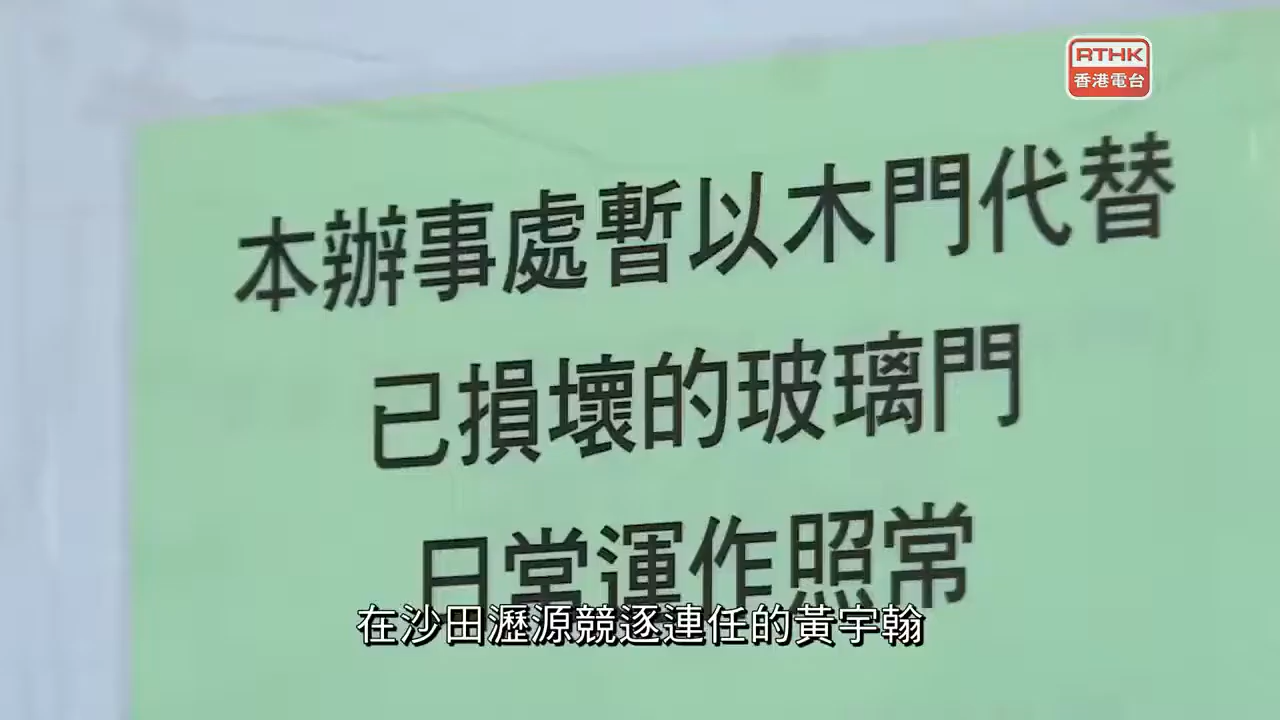 RTHK
香港電台
本辦事處暫以木門代替
已損壞的玻璃門
日常運作照常
在沙田瀝源競逐連任的黃宇翰